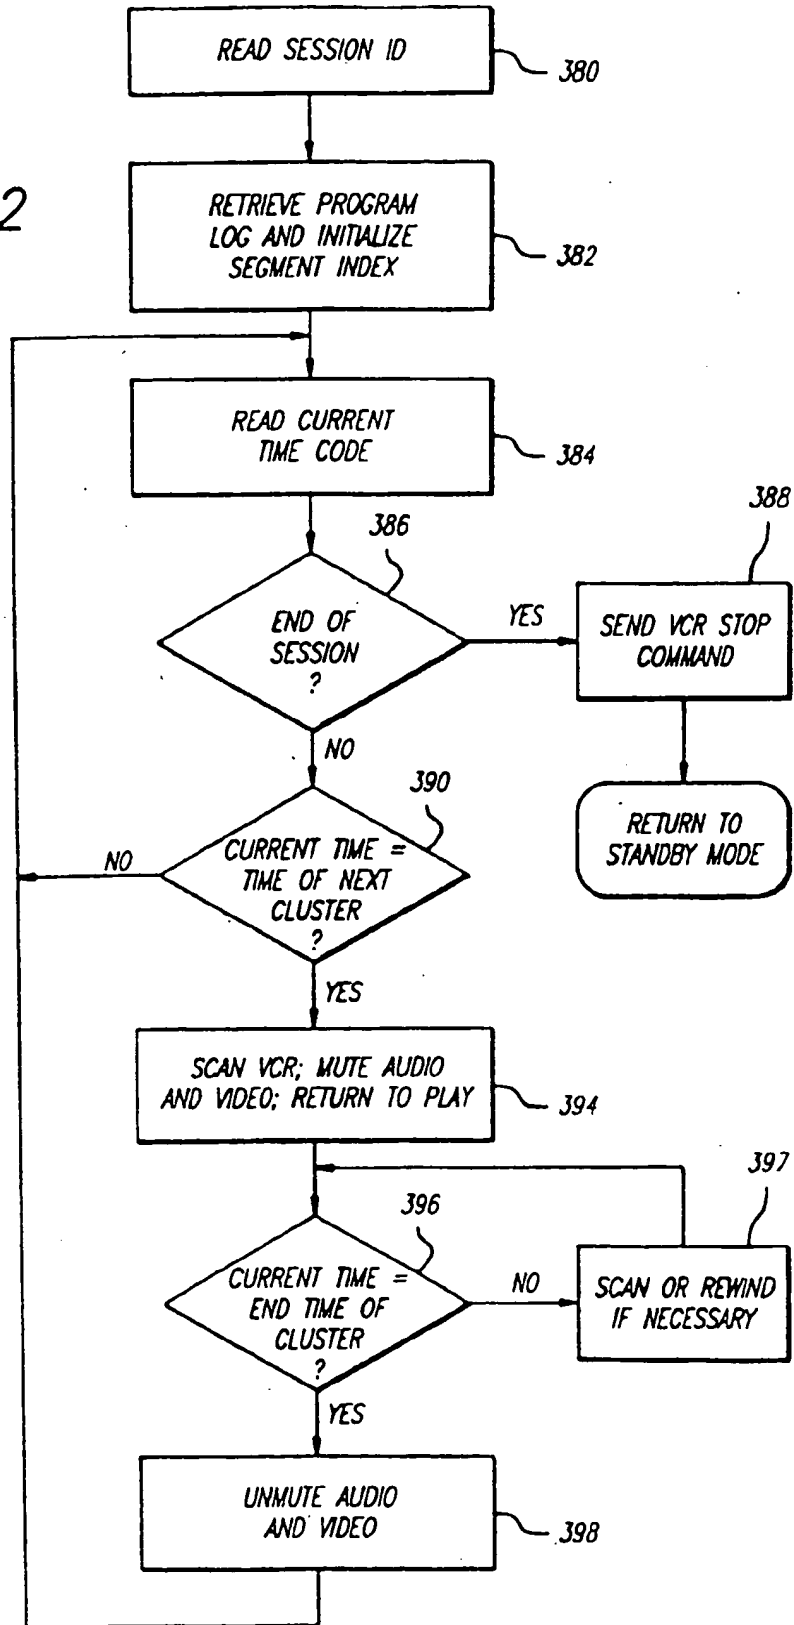 READ SESSION ID
380
2
RETRIEVE PROGRAM
LOG AND INITIALIZE
SEGMENT INDEX
382
READ CURRENT
TIME CODE
384
386
388
END OF
SESSION
?
YES
SEND VCR STOP
COMMAND
NO
390
RETURN TO
STANDBY MODE
CURRENT TIME =
TIME OF NEXT
CLUSTER
?
NO
YES
SCAN VCR; MUTE AUDIO
AND VIDEO; RETURN TO PLAY
394
396
397
CURRENT TIME =
END TIME OF
CLUSTER
?
NO
SCAN OR REWIND
IF NECESSARY
YES
UNMUTE AUDIO
AND VIDEO
398